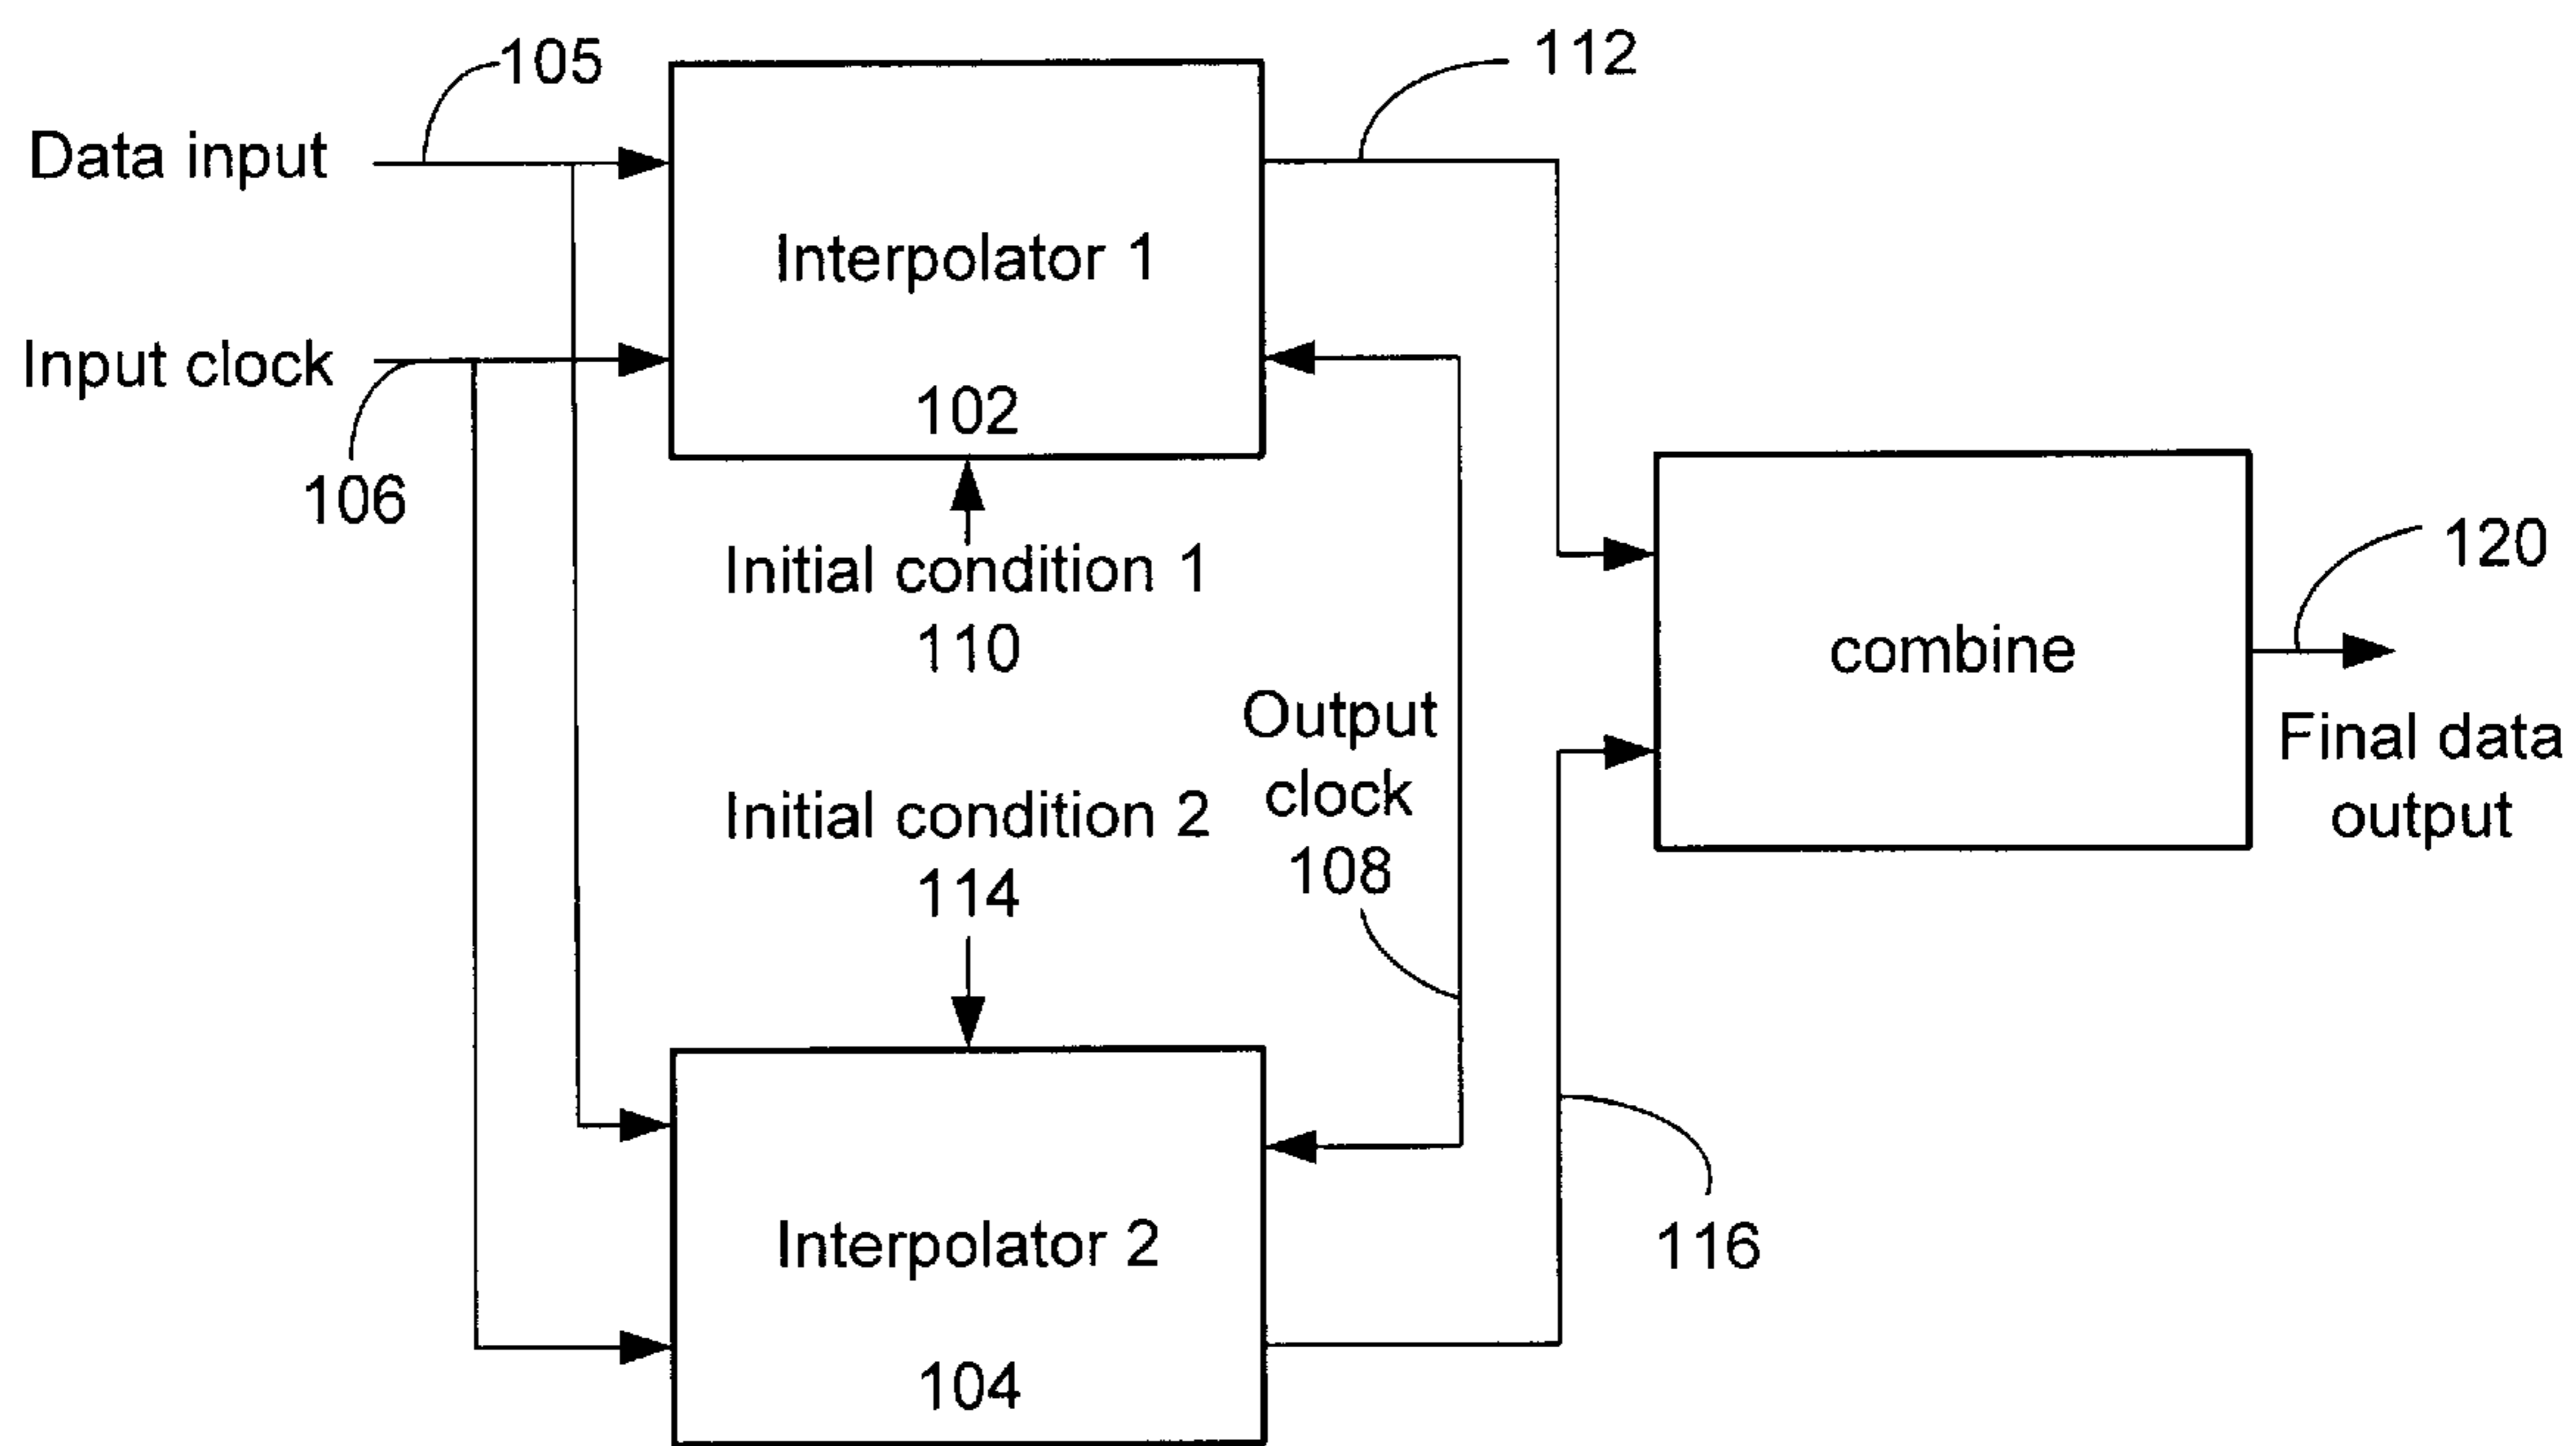 105
112
Data input
Interpolator 1
Input clock
102
106
120
Initial condition 1
110
combine
Output
clock
108
Final data
output
Initial condition 2
114
116
Interpolator 2
104